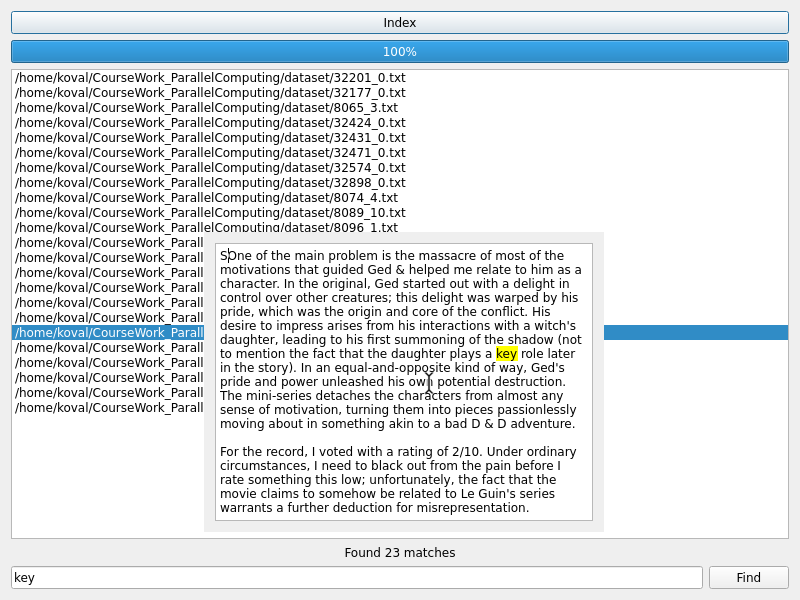 Index
100%
/home/koval/CourseWork_ParallelComputing/dataset/32201_0.txt
/home/koval/CourseWork_ParallelComputing/dataset/32177_0.txt
/home/koval/CourseWork_ParallelComputing/dataset/8065_3.txt
/home/koval/CourseWork_ParallelComputing/dataset/32424_0.txt
/home/koval/CourseWork_ParallelComputing/dataset/32431_0.txt
/home/koval/CourseWork_ParallelComputing/dataset/32471_0.txt
/home/koval/CourseWork_ParallelComputing/dataset/32574_0.txt
/home/koval/CourseWork_ParallelComputing/dataset/32898_0.txt
/home/koval/CourseWork_ParallelComputing/dataset/8074_4.txt
/home/koval/CourseWork_ParallelComputing/dataset/8089_10.txt
/home/koval/CourseWork_ParallelComputing/dataset/8096_1.txt
/home/koval/CourseWork_Parall
/home/koval/CourseWork_Parall
/home/koval/CourseWork_Parall
/home/koval/CourseWork_Parall
/home/koval/CourseWork_Parall
/home/koval/CourseWork_Parall
/home/koval/CourseWork_Parall
/home/koval/CourseWork_Parall
/home/koval/CourseWork_Parall
/home/koval/CourseWork_Parall
/home/koval/CourseWork_Parall
/home/koval/CourseWork_Parall
SOne of the main problem is the massacre of most of the
motivations that guided Ged & helped me relate to him as a
character. In the original, Ged started out with a delight in
control over other creatures; this delight was warped by his
pride, which was the origin and core of the conflict. His
desire to impress arises from his interactions with a witch's
daughter, leading to his first summoning of the shadow (not
to mention the fact that the daughter plays a key role later
in the story). In an equal-and-opposite kind of way, Ged's
pride and power unleashed his own potential destruction.
The mini-series detaches the characters from almost any
sense of motivation, turning them into pieces passionlessly
moving about in something akin to a bad D & D adventure.
For the record, I voted with a rating of 2/10. Under ordinary
circumstances, I need to black out from the pain before I
rate something this low; unfortunately, the fact that the
movie claims to somehow be related to Le Guin's series
warrants a further deduction for misrepresentation.
Found 23 matches
key
Find